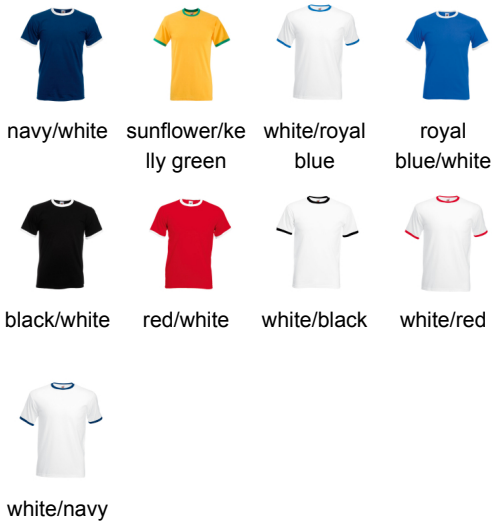 navy/white
sunflower/ke
lly green
white/royal
blue
royal
blue/white
black/white
red/white
white/black
white/red
white/navy